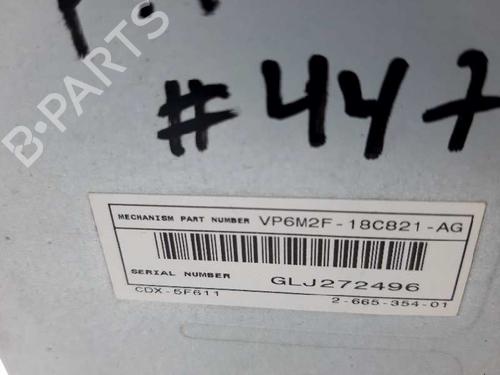 #447
B-PARTS
MECHANISM PART NUMBER VP6M2F-18C821-AG
SERIAL NUMBER GLJ272496
CDX-5F611 2-665-354-01